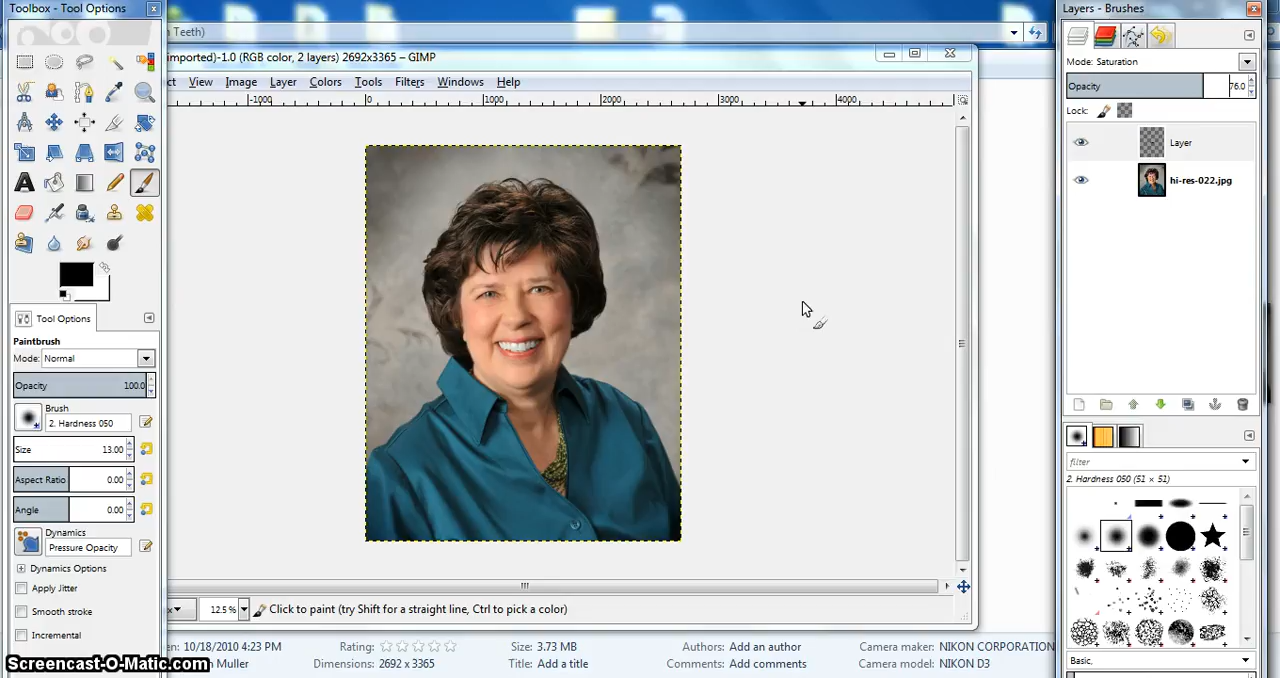 Toolbox - Tool Options
Layers - Brushes
Teeth)
imported)-1.0 (RGB color, 2 layers) 2692x3365 – GIMP
View Image Layer Colors Tools Filters Windows Help
-1000 0 1000 2000 3000 4000
Mode: Saturation
Opacity 76.0
Lock:
Layer
hi-res-022.jpg
Tool Options
Paintbrush
Mode: Normal
Opacity 100.0
Brush
2. Hardness 050
Size 13.00
Aspect Ratio 0.00
Angle 0.00
Dynamics
Pressure Opacity
Dynamics Options
Apply Jitter
Smooth stroke
Incremental
filter
2. Hardness 050 (51 × 51)
Basic,
12.5 % Click to paint (try Shift for a straight line, Ctrl to pick a color)
10/18/2010 4:23 PM Rating: Size: 3.73 MB Authors: Add an author Camera maker: NIKON CORPORATION
Muller Dimensions: 2692 x 3365 Title: Add a title Comments: Add comments Camera model: NIKON D3
Screencast-O-Matic.com